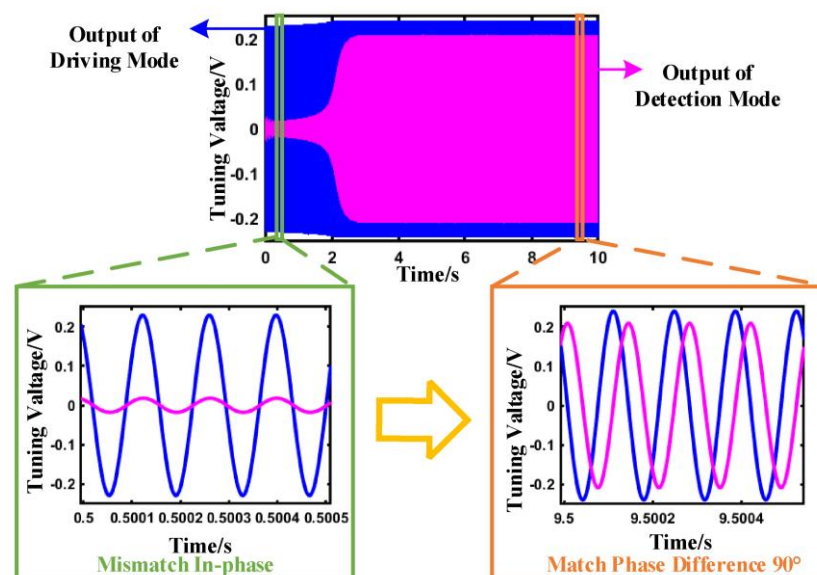 Output of
Driving Mode
Output of
Detection Mode
Tuning Valtage/V
0.2
0.1
0
-0.1
-0.2
0 2 4 6 8 10
Time/s
Tuning Valtage/V
0.2
0.1
0
-0.1
-0.2
0.5 0.5001 0.5002 0.5003 0.5004 0.5005
Time/s
Mismatch In-phase
Tuning Valtage/V
0.2
0.1
0
-0.1
-0.2
9.5 9.5002 9.5004
Time/s
Match Phase Difference 90°